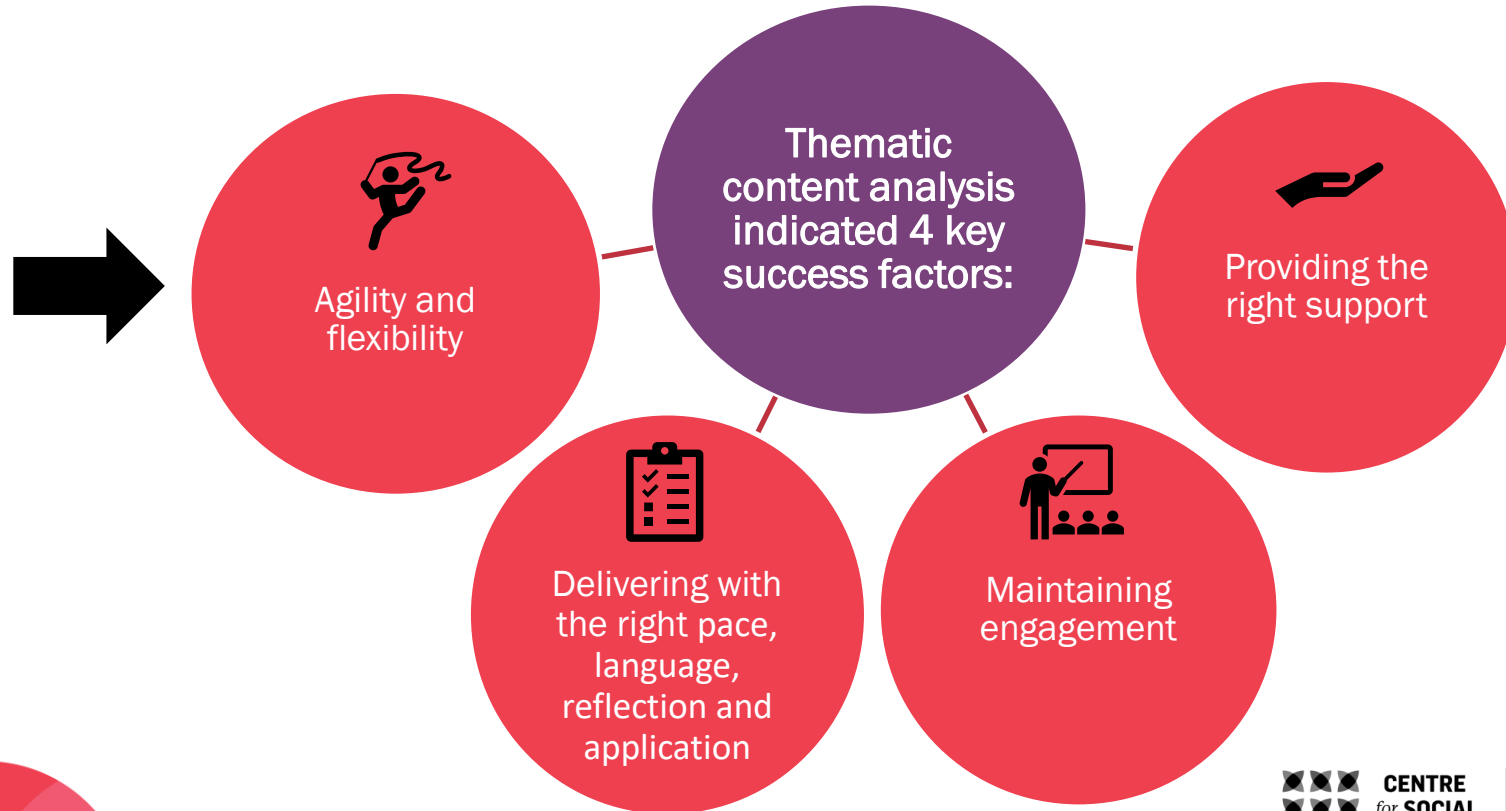 Thematic
content analysis
indicated 4 key
success factors:
Agility and
flexibility
Delivering with
the right pace,
language,
reflection and
application
Maintaining
engagement
Providing the
right support
CENTRE
for SOCIAL